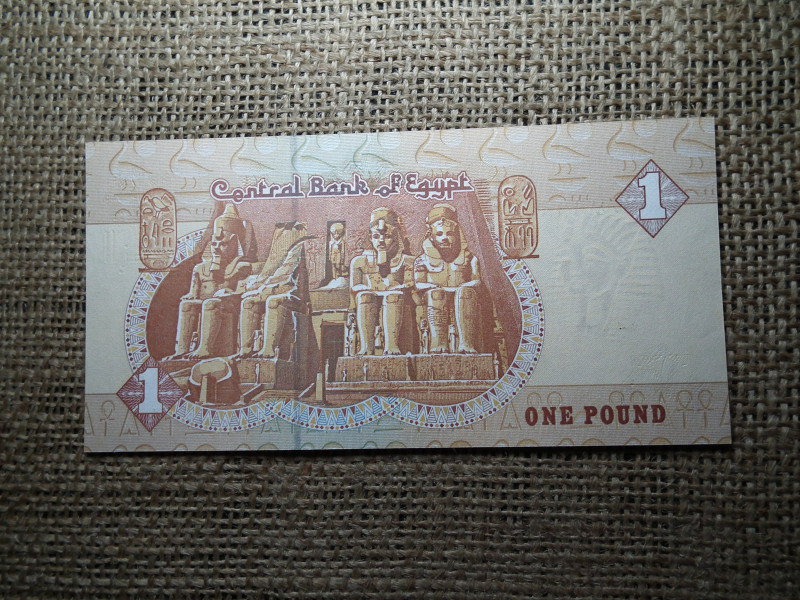 Central Bank of Egypt
1
1
ONE POUND